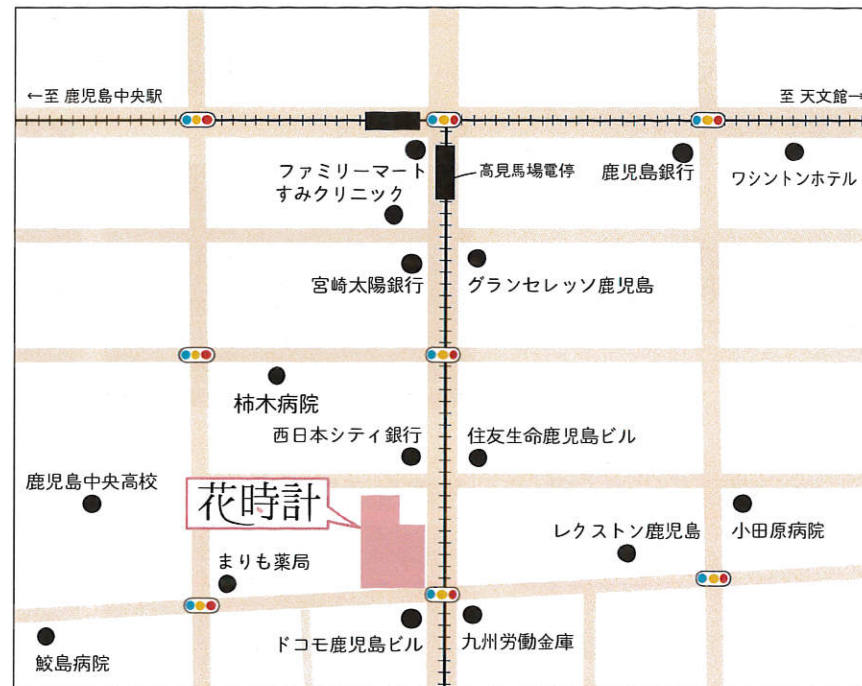 ←至 鹿児島中央駅
至 天文館→
ファミリーマート
すみクリニック
高見馬場電停
鹿児島銀行
ワシントンホテル
宮崎太陽銀行
グランセレッソ鹿児島
柿木病院
西日本シティ銀行
住友生命鹿児島ビル
鹿児島中央高校
花時計
レクストン鹿児島
小田原病院
まりも薬局
ドコモ鹿児島ビル
九州労働金庫
鮫島病院